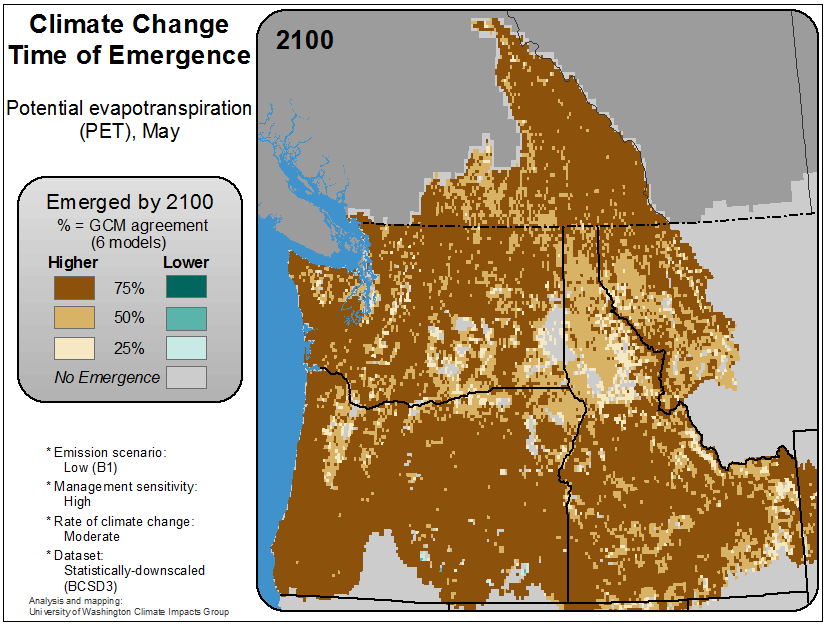 Climate Change
Time of Emergence
Potential evapotranspiration
(PET), May
Emerged by 2100
% = GCM agreement
(6 models)
Higher Lower
75%
50%
25%
No Emergence
* Emission scenario:
Low (B1)
* Management sensitivity:
High
* Rate of climate change:
Moderate
* Dataset:
Statistically-downscaled
(BCSD3)
Analysis and mapping:
University of Washington Climate Impacts Group
2100